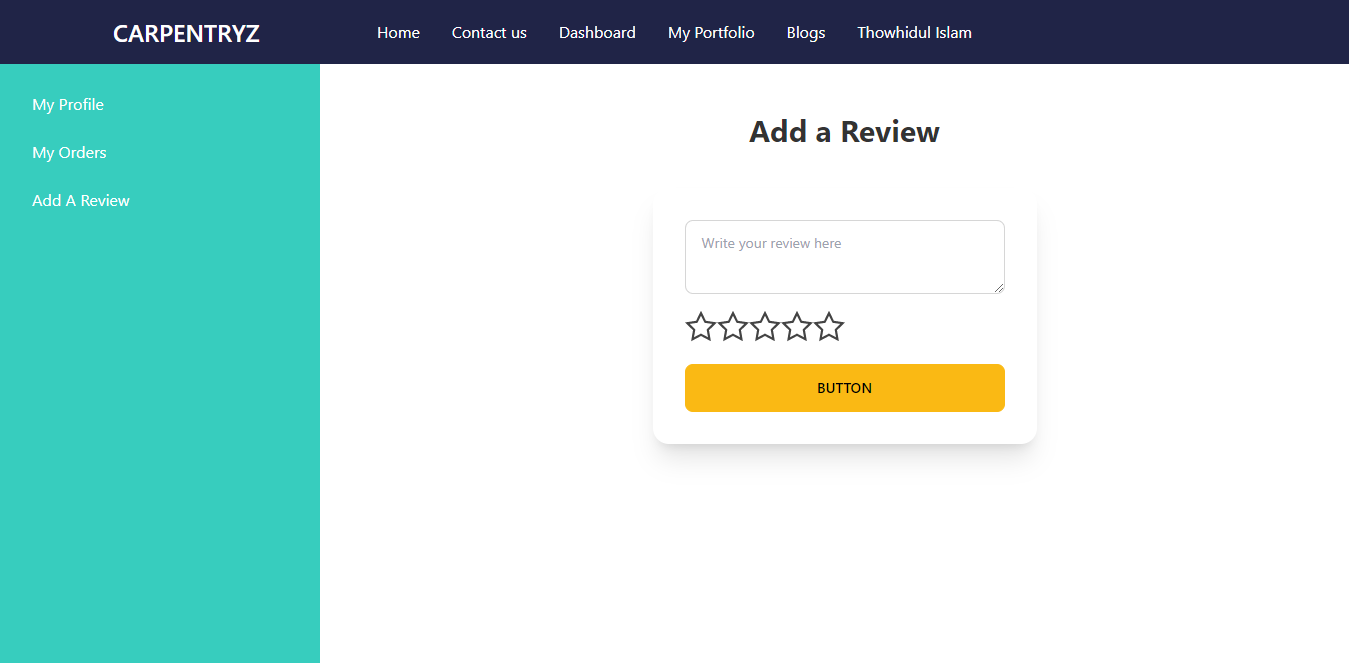 CARPENTRYZ Home Contact us Dashboard My Portfolio Blogs Thowhidul Islam
My Profile
My Orders
Add A Review
Add a Review
Write your review here
BUTTON